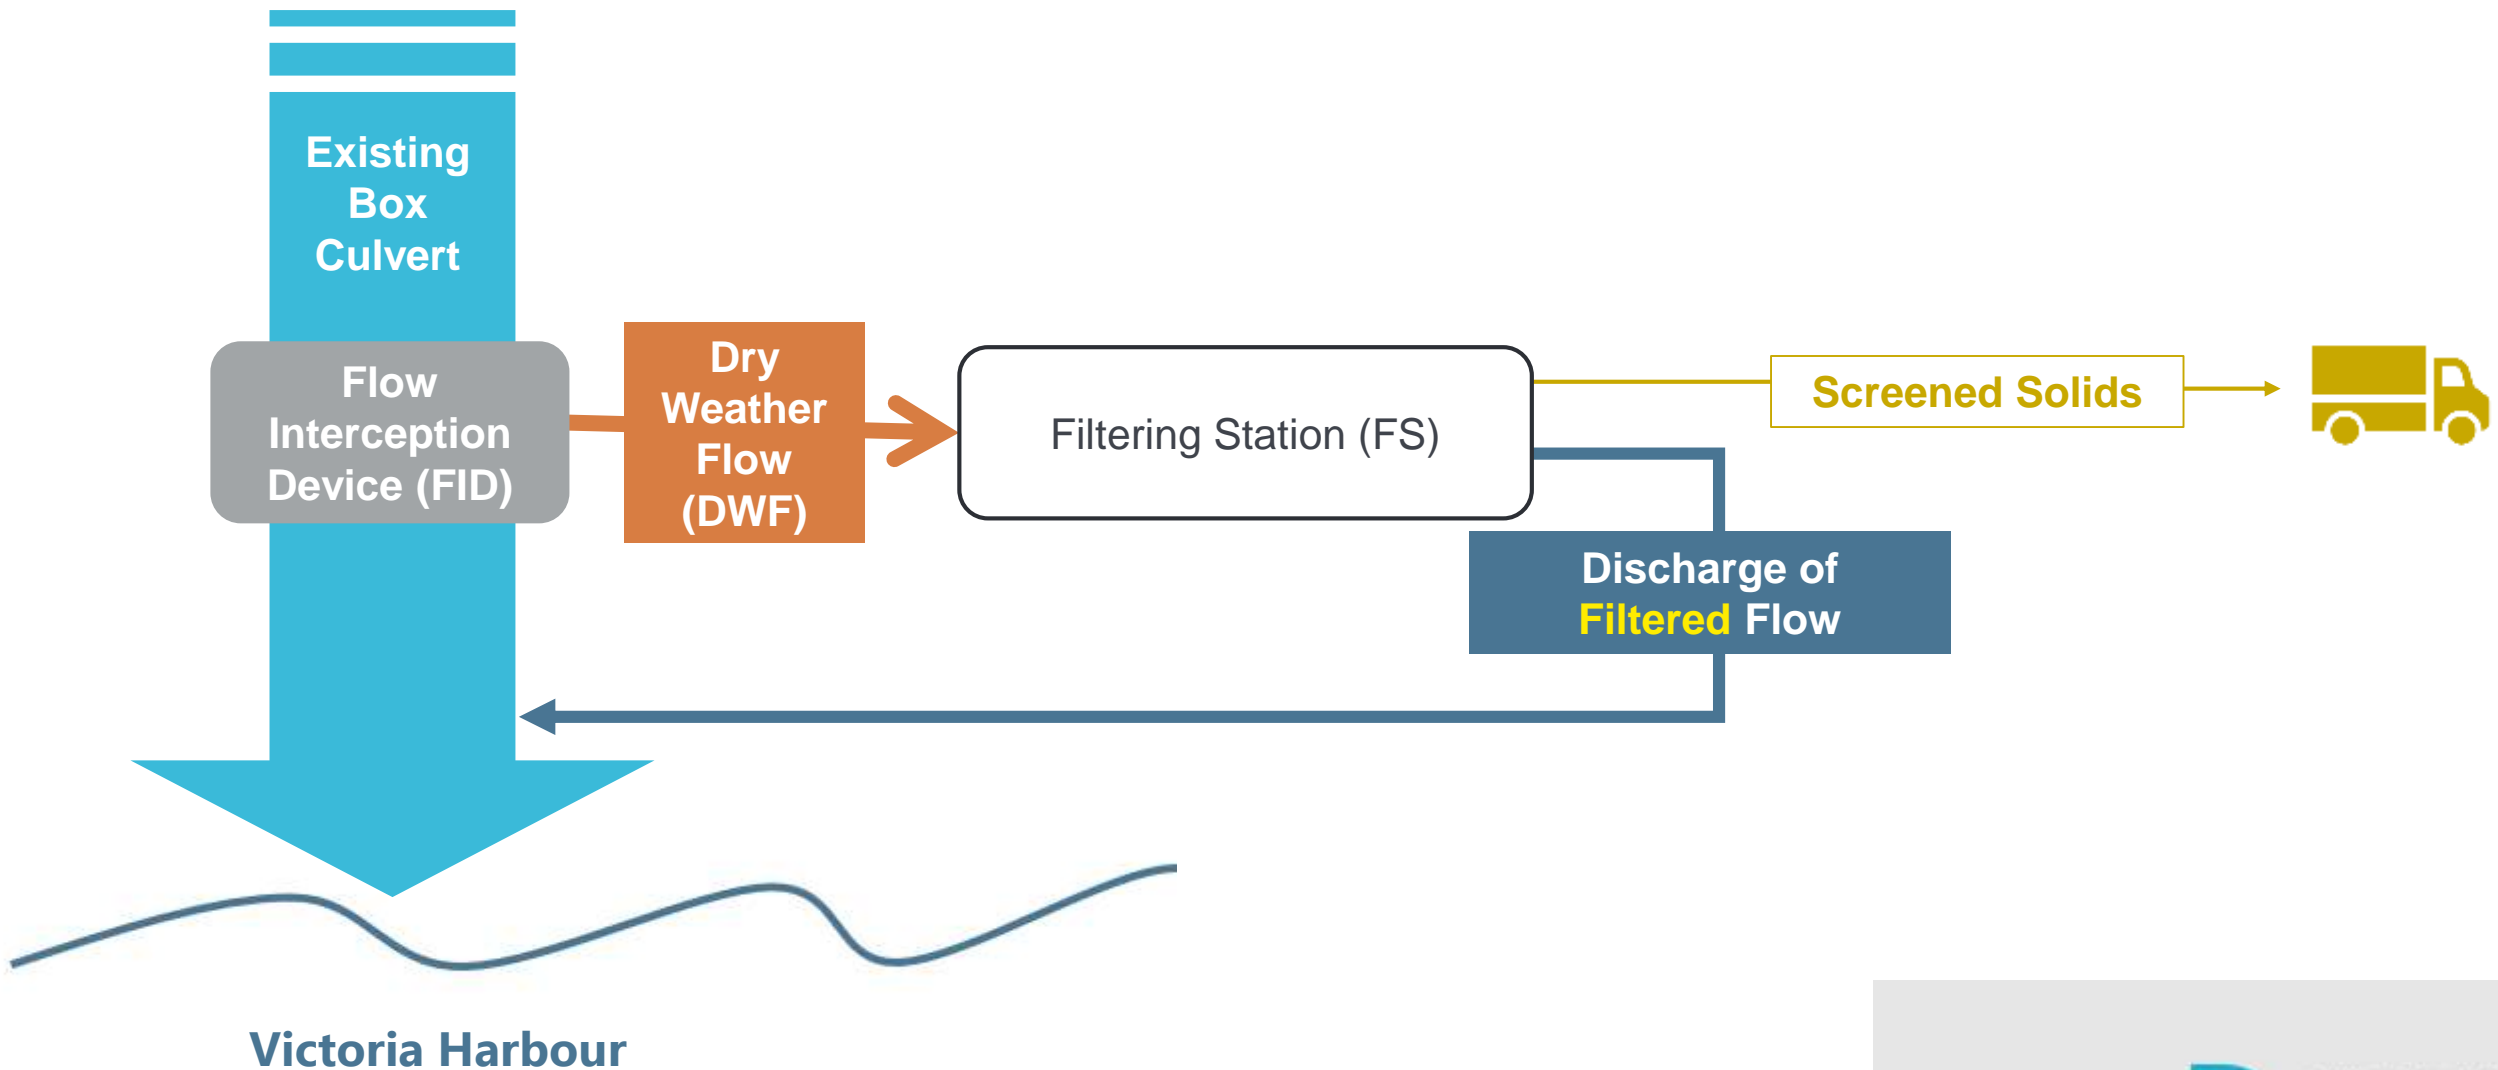 Existing
Box
Culvert
Flow
Interception
Device (FID)
Dry
Weather
Flow
(DWF)
Filtering Station (FS)
Screened Solids
Discharge of
Filtered Flow
Victoria Harbour